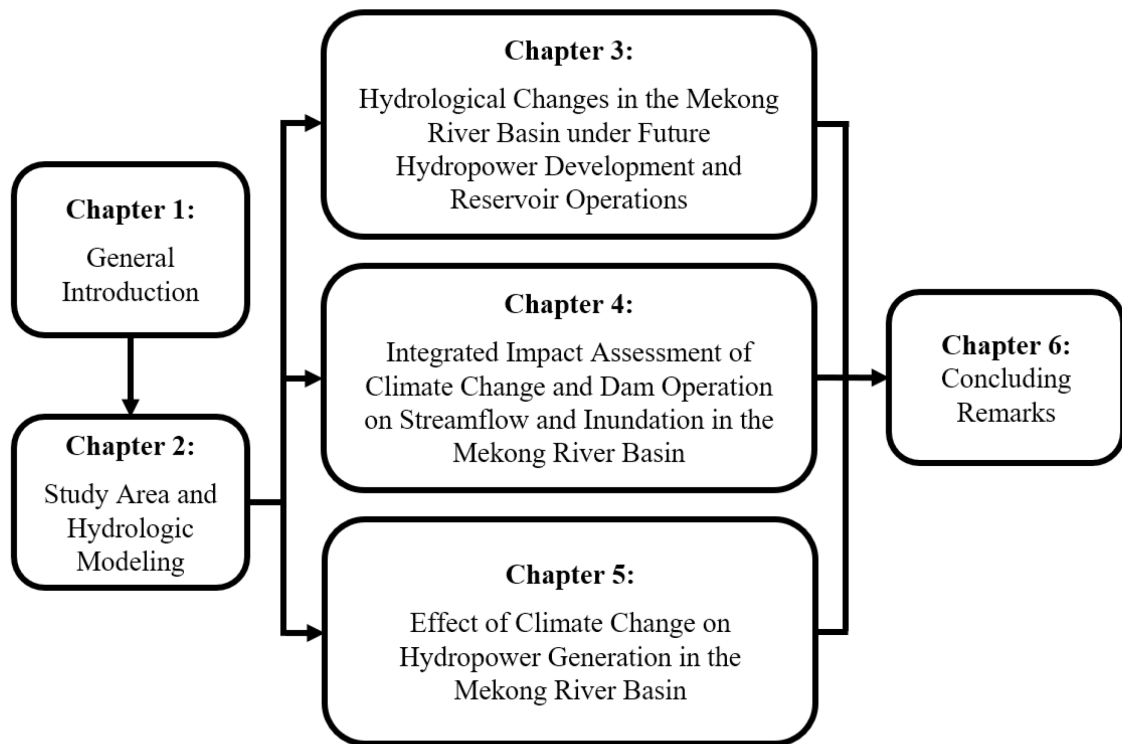 Chapter 1:
General
Introduction
Chapter 2:
Study Area and
Hydrologic
Modeling
Chapter 3:
Hydrological Changes in the Mekong
River Basin under Future
Hydropower Development and
Reservoir Operations
Chapter 4:
Integrated Impact Assessment of
Climate Change and Dam Operation
on Streamflow and Inundation in the
Mekong River Basin
Chapter 5:
Effect of Climate Change on
Hydropower Generation in the
Mekong River Basin
Chapter 6:
Concluding
Remarks